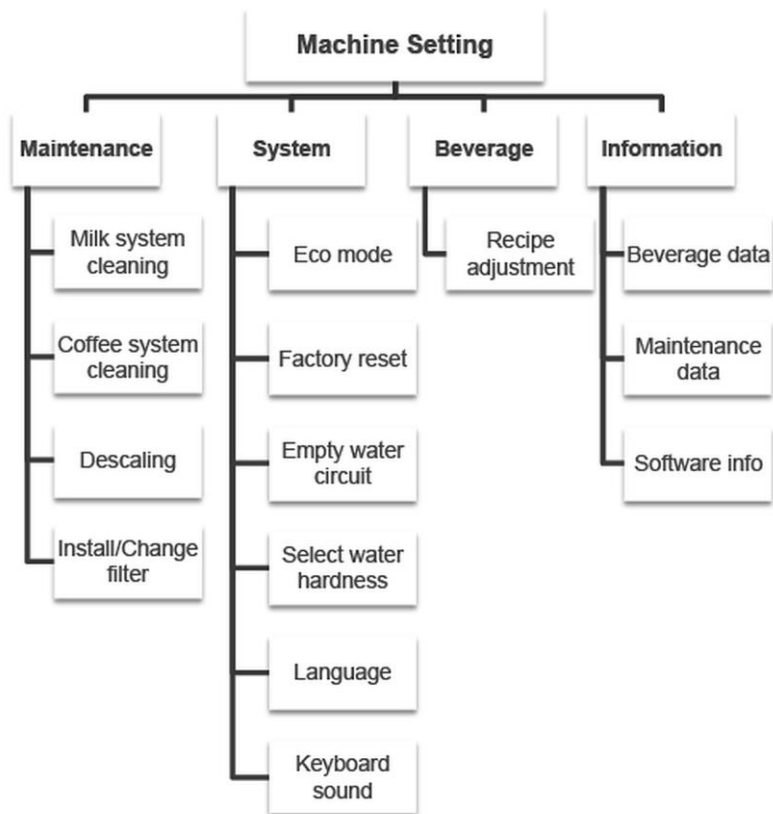 Machine Setting
Maintenance
System
Beverage
Information
Milk system
cleaning
Coffee system
cleaning
Descaling
Install/Change
filter
Eco mode
Factory reset
Empty water
circuit
Select water
hardness
Language
Keyboard
sound
Recipe
adjustment
Beverage data
Maintenance
data
Software info